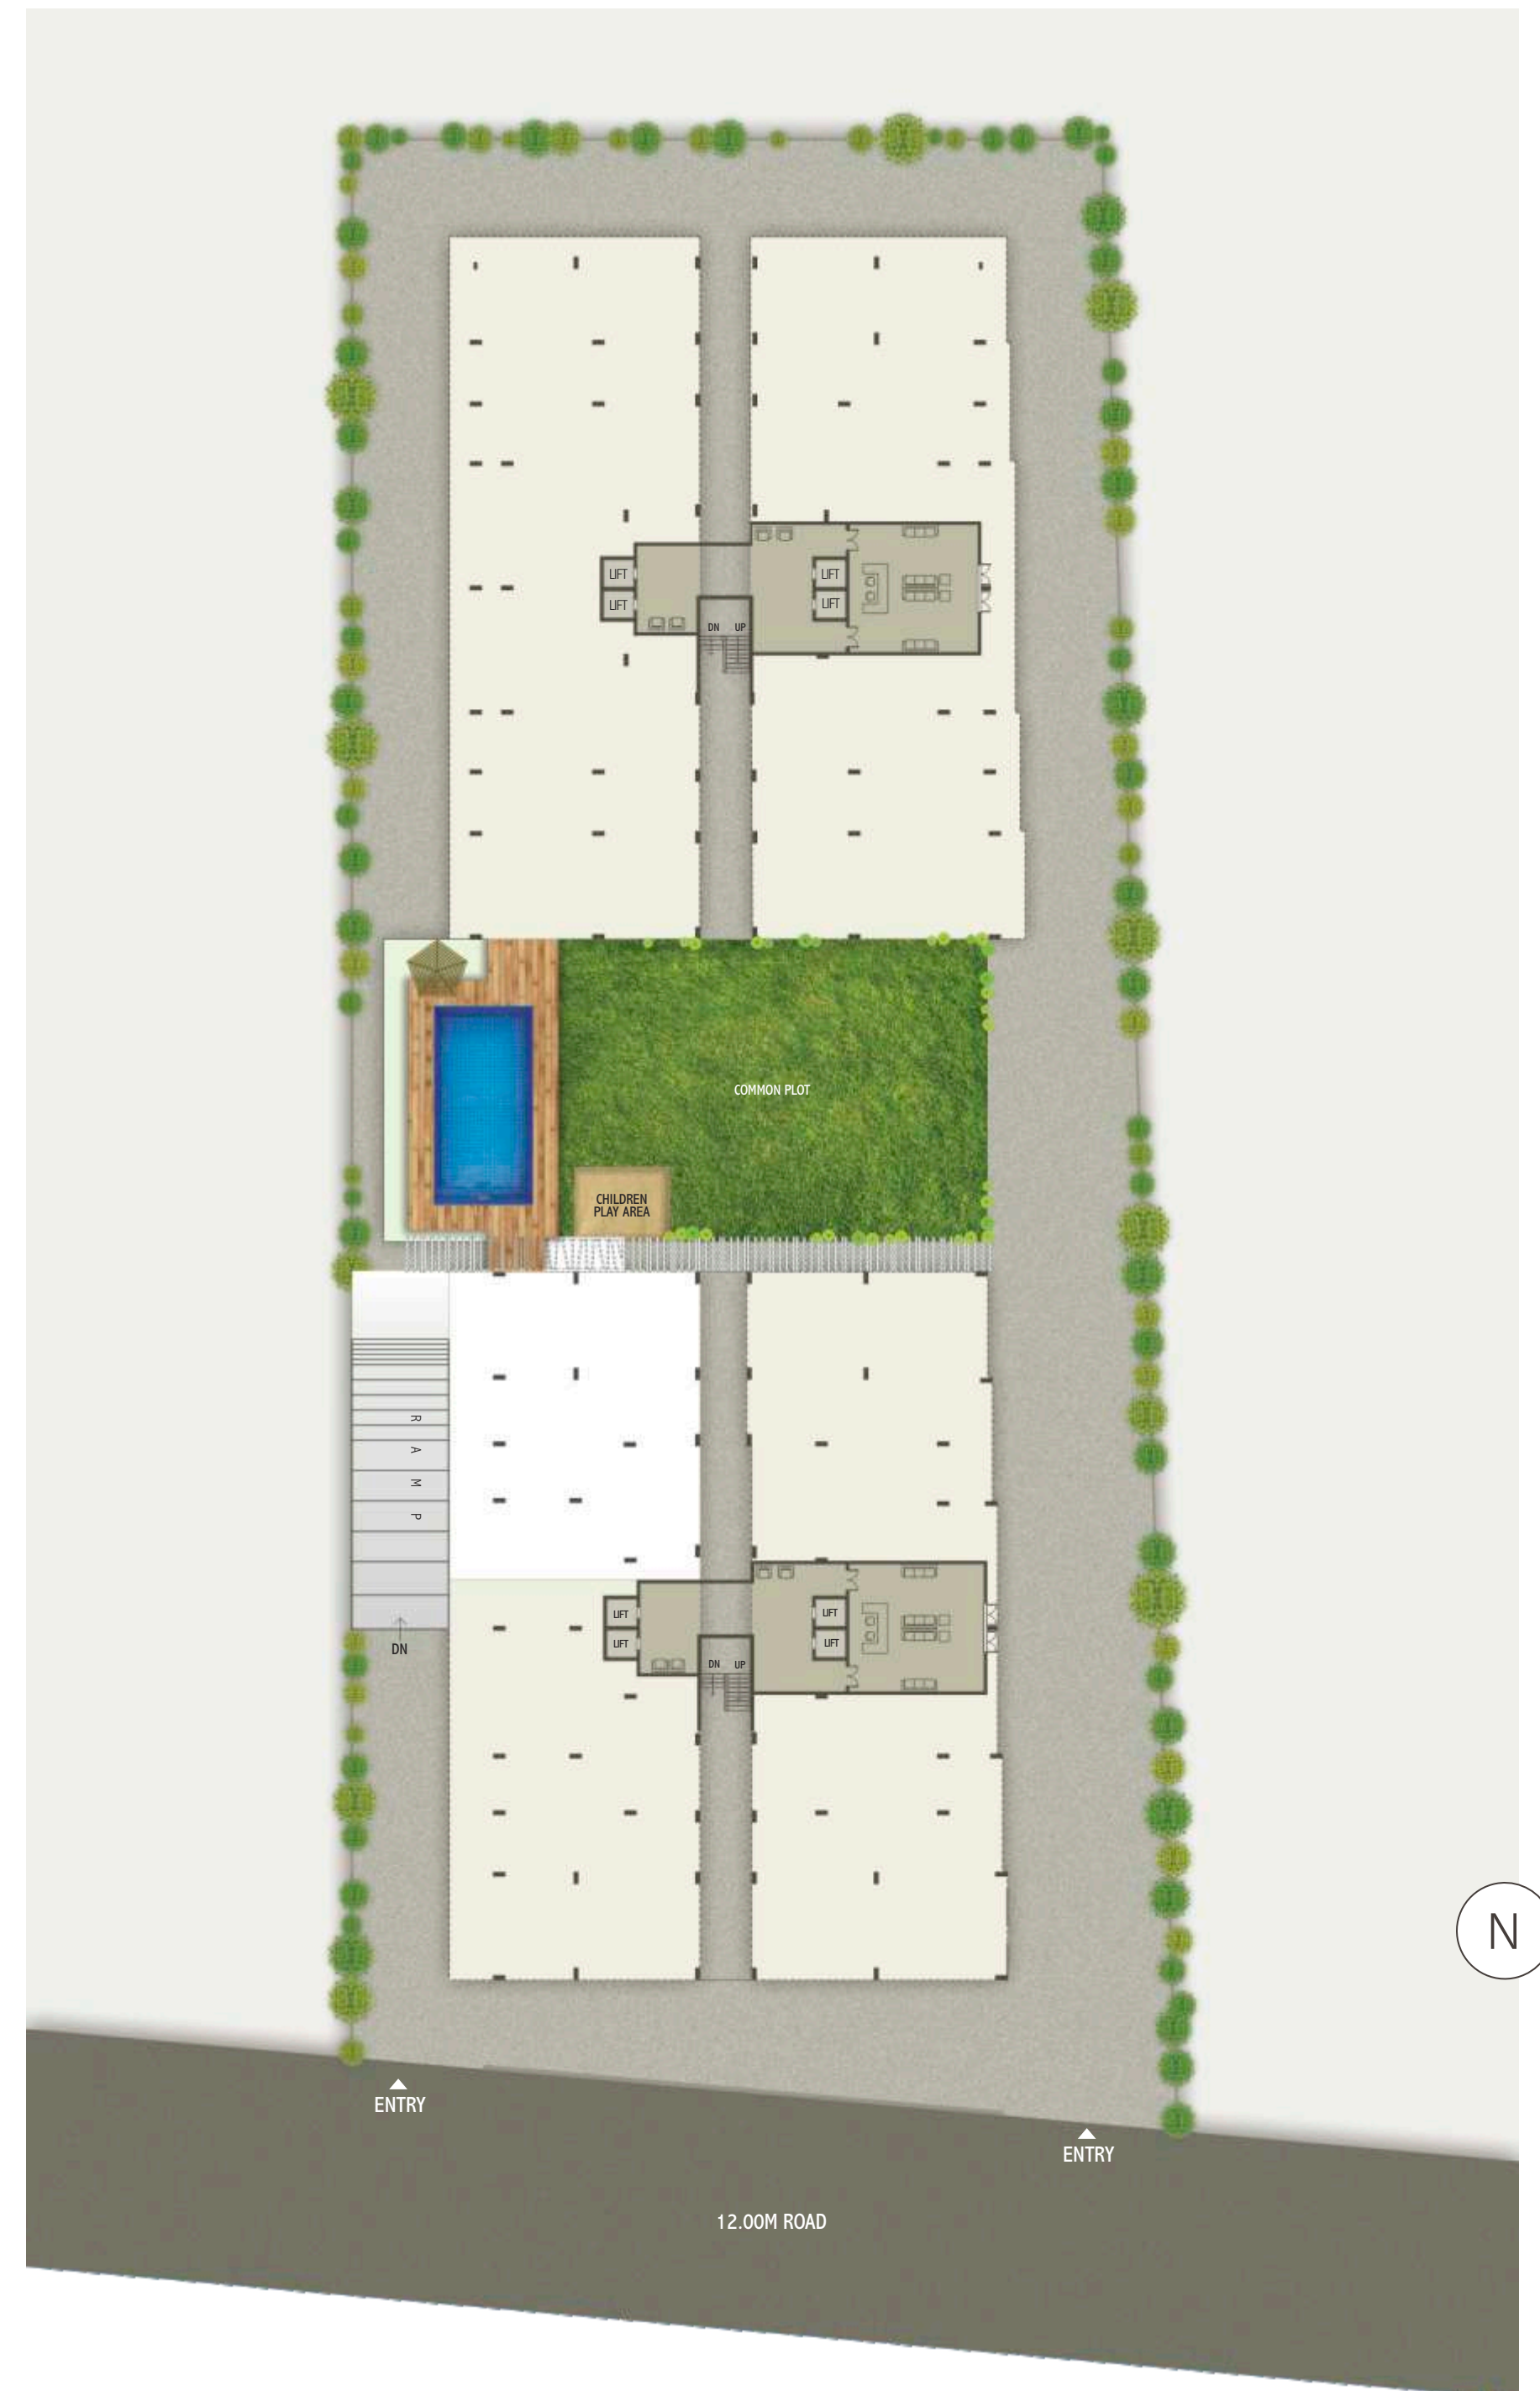 LIFT
LIFT
LIFT
LIFT
DN UP
COMMON PLOT
CHILDREN
PLAY AREA
RAMP
DN
LIFT
LIFT
LIFT
LIFT
DN UP
N
ENTRY
ENTRY
12.00M ROAD